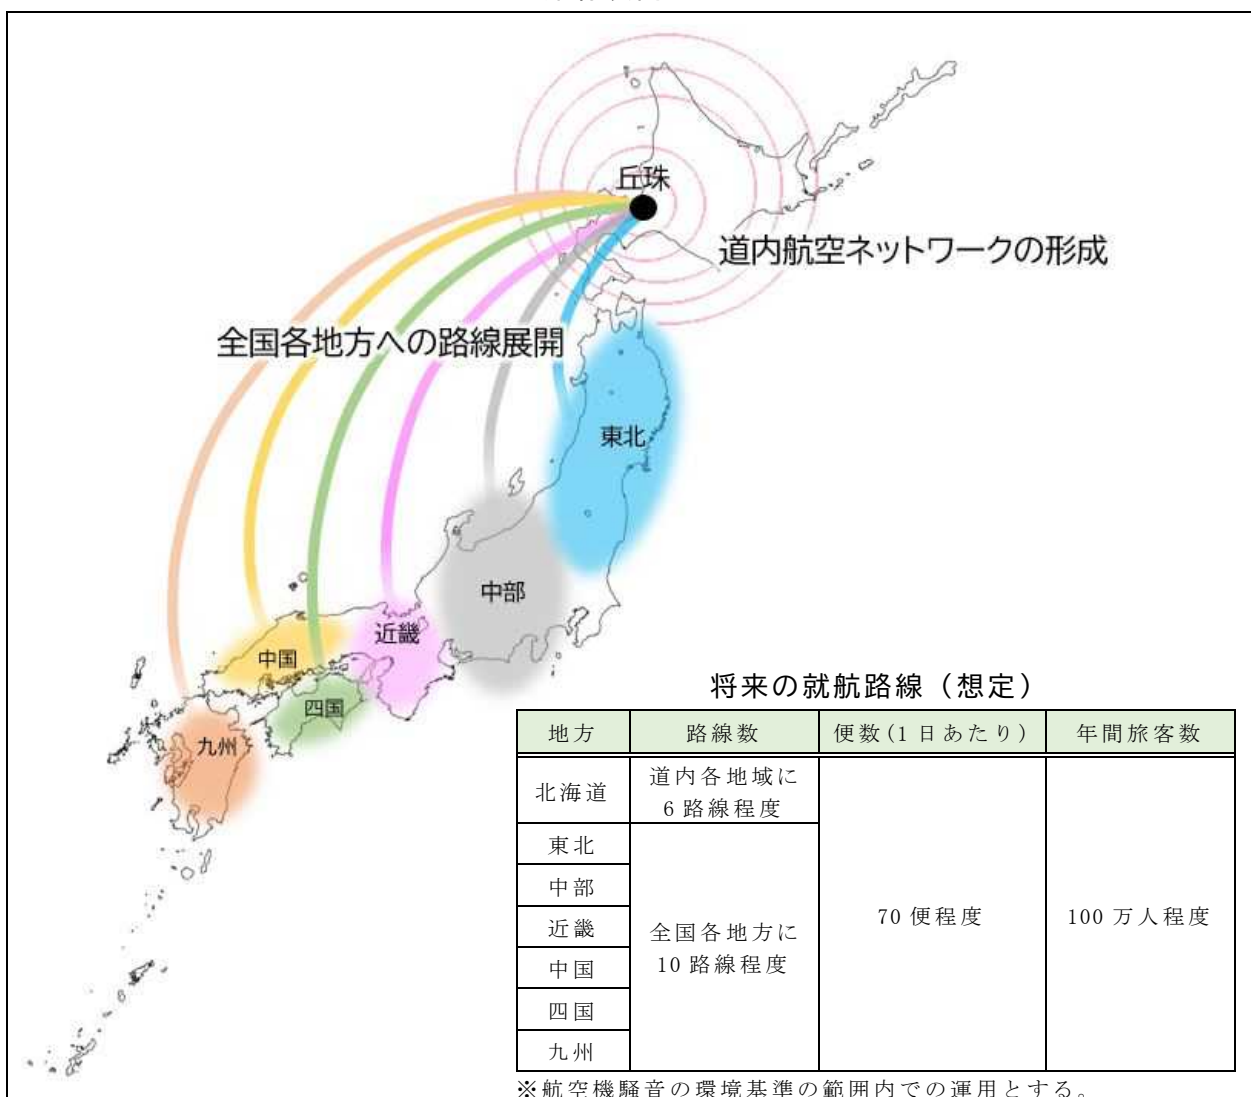 丘珠
道内航空ネットワークの形成
全国各地方への路線展開
東北
中部
近畿
中国
四国
九州
将来の就航路線（想定）
地方 路線数 便数(1日あたり) 年間旅客数
北海道 道内各地域に
6路線程度
東北
中部
近畿 全国各地方に
10路線程度 70便程度 100万人程度
中国
四国
九州
※航空機騒音の環境基準の範囲内での運用とする。